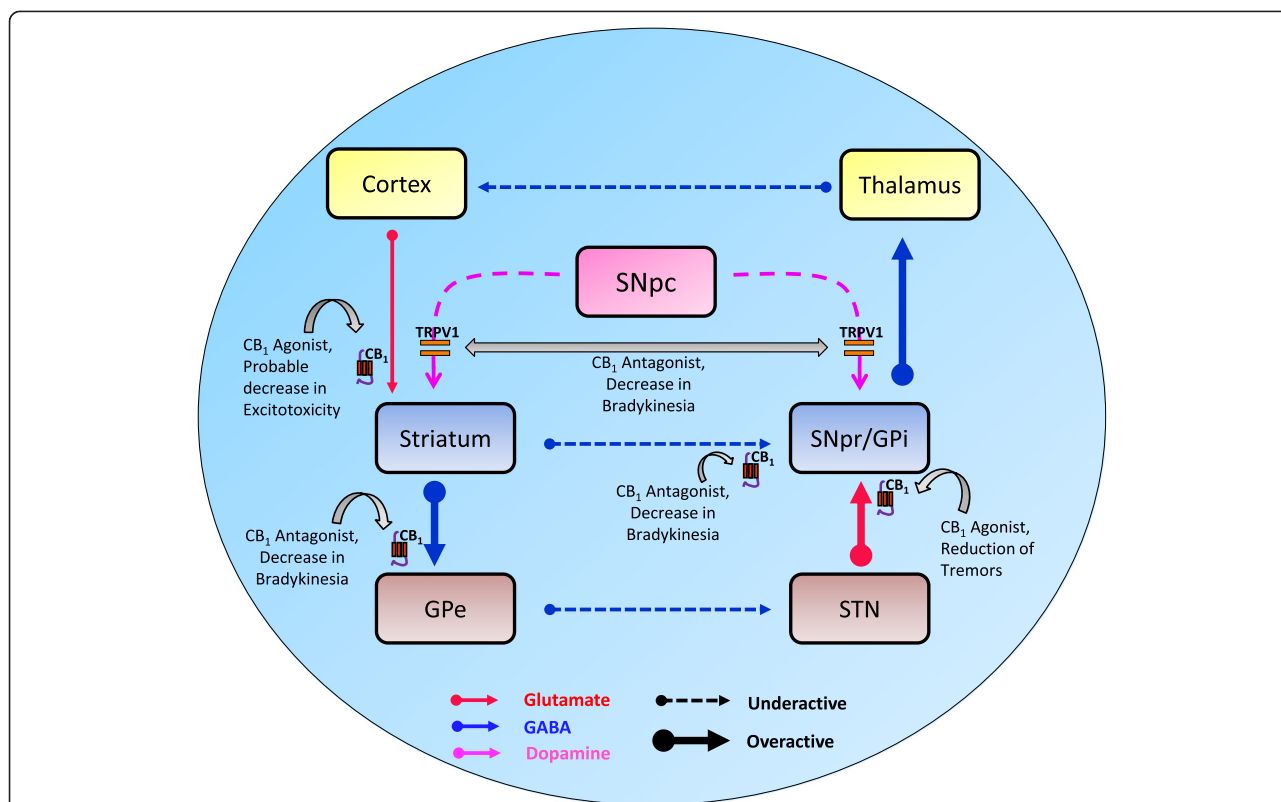 Cortex
Thalamus
SNpc
TRPV1
TRPV1
CB1 Agonist,
Probable
decrease in
Excitotoxicity
CB1
CB1 Antagonist,
Decrease in
Bradykinesia
Striatum
SNpr/GPi
CB1
CB1 Antagonist,
Decrease in
Bradykinesia
CB1
CB1 Agonist,
Reduction of
Tremors
CB1 Antagonist,
Decrease in
Bradykinesia
CB1
GPe
STN
Glutamate
GABA
Dopamine
Underactive
Overactive